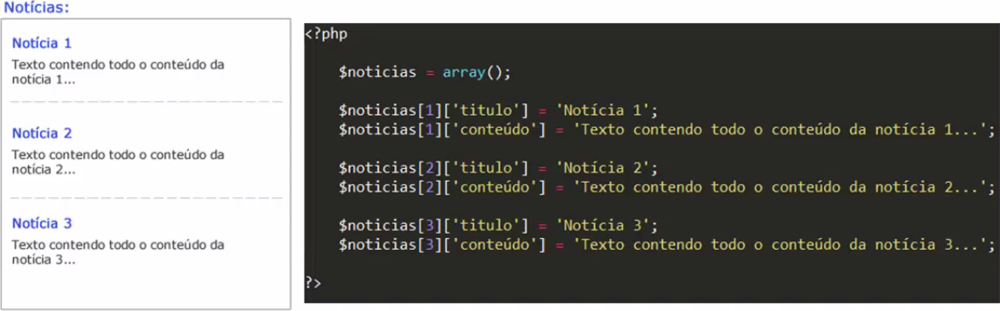 Notícias:
Notícia 1
Texto contendo todo o conteúdo da
notícia 1...
Notícia 2
Texto contendo todo o conteúdo da
notícia 2...
Notícia 3
Texto contendo todo o conteúdo da
notícia 3...
<?php
$noticias = array();
$noticias[1]['titulo'] = 'Notícia 1';
$noticias[1]['conteúdo'] = 'Texto contendo todo o conteúdo da notícia 1...';
$noticias[2]['titulo'] = 'Notícia 2';
$noticias[2]['conteúdo'] = 'Texto contendo todo o conteúdo da notícia 2...';
$noticias[3]['titulo'] = 'Notícia 3';
$noticias[3]['conteúdo'] = 'Texto contendo todo o conteúdo da notícia 3...';
?>